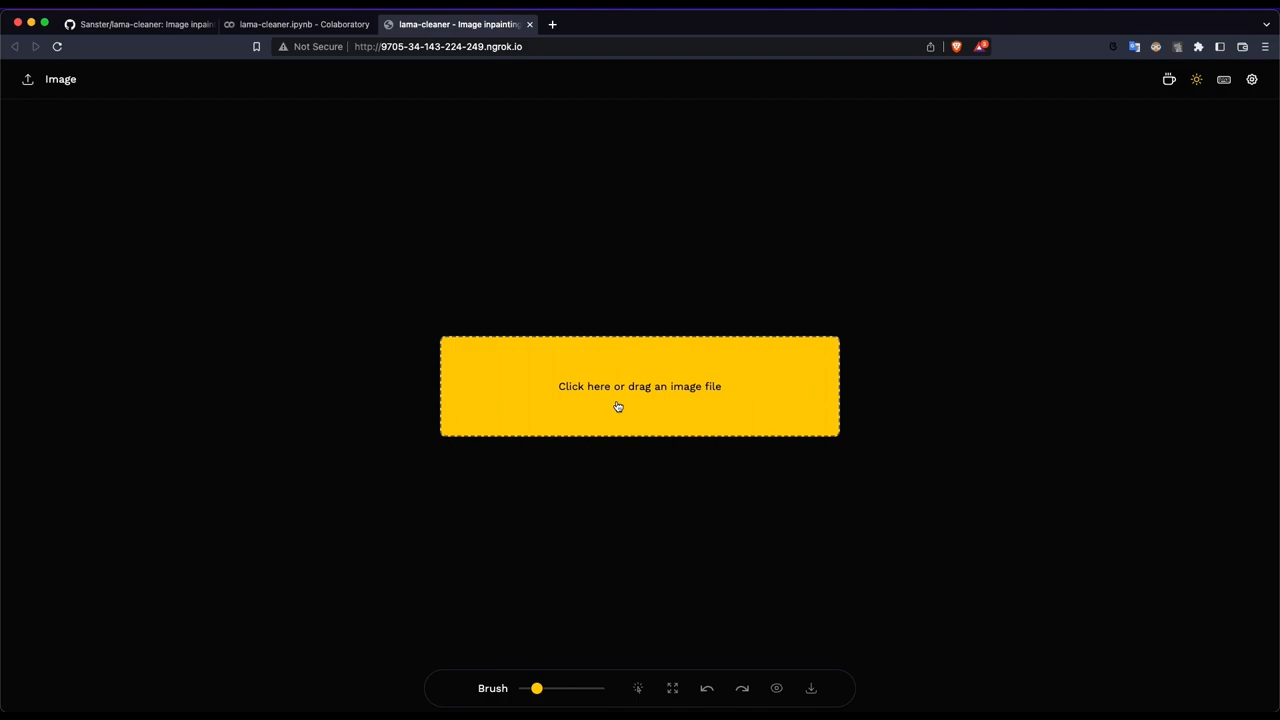 Sanster/lama-cleaner: Image inpain
lama-cleaner.ipynb - Colaboratory
lama-cleaner - Image inpainting
Not Secure
http://9705-34-143-224-249.ngrok.io
3
Image
Click here or drag an image file
Brush